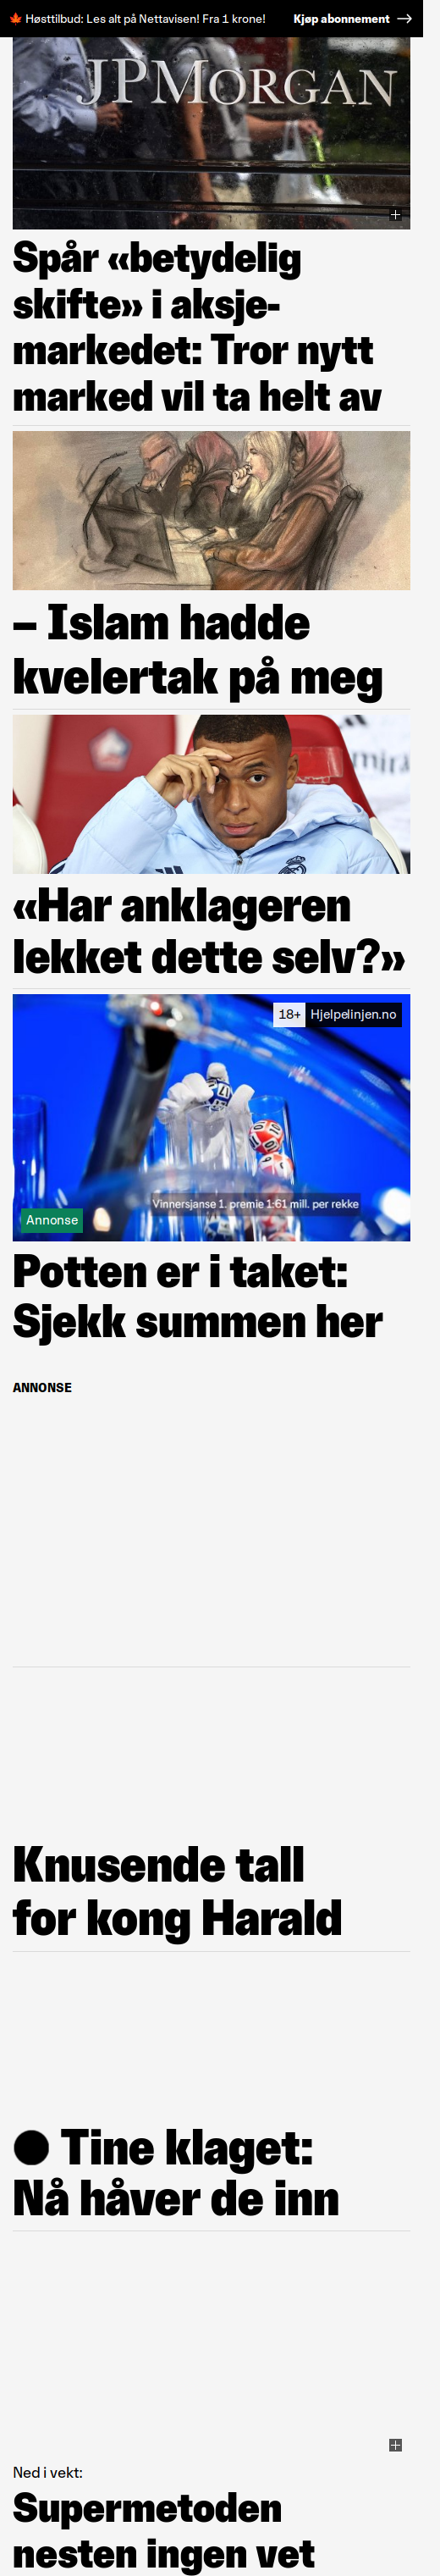 🍁 Høsttilbud: Les alt på Nettavisen! Fra 1 krone! Kjøp abonnement →
JPMORGAN
Spår «betydelig
skifte» i aksje-
markedet: Tror nytt
marked vil ta helt av
– Islam hadde
kvelertak på meg
«Har anklageren
lekket dette selv?»
18+ Hjelpelinjen.no
Vinnersjanse 1. premie 1:61 mill. per rekke
Annonse
Potten er i taket:
Sjekk summen her
ANNONSE
Knusende tall
for kong Harald
Tine klaget:
Nå håver de inn
Ned i vekt:
Supermetoden
nesten ingen vet